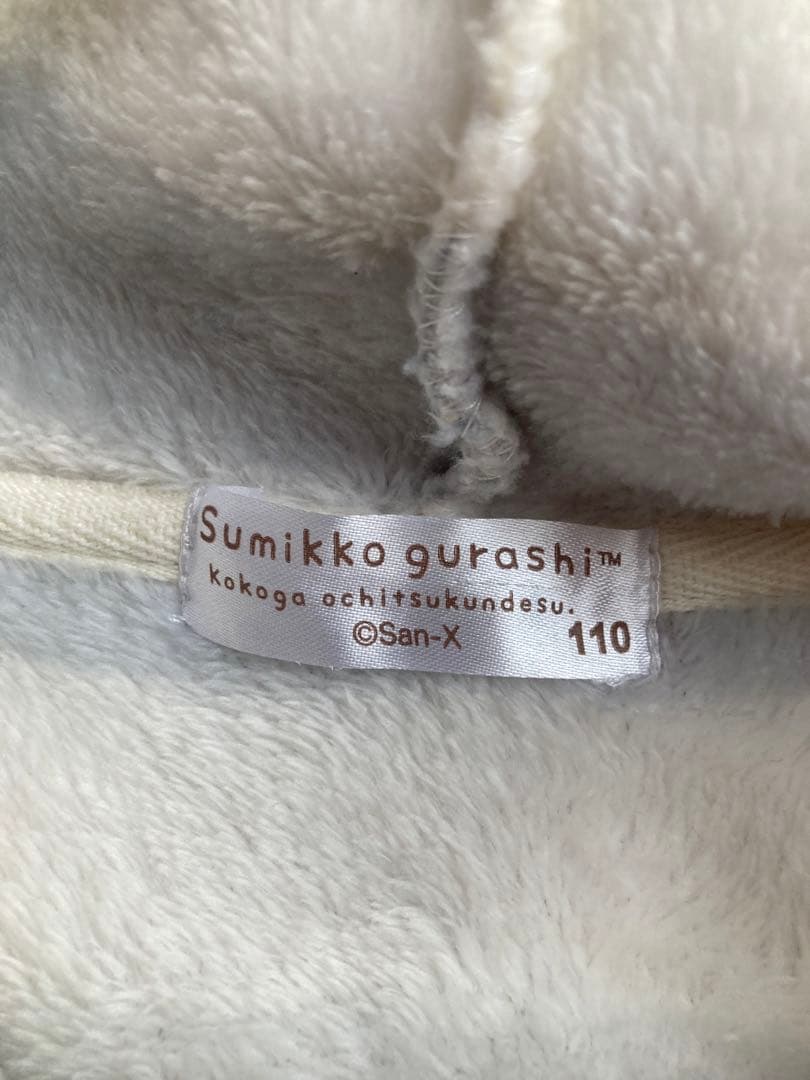 Sumikko gurashi™
kokoga ochitsukundesu.
©San-X 110